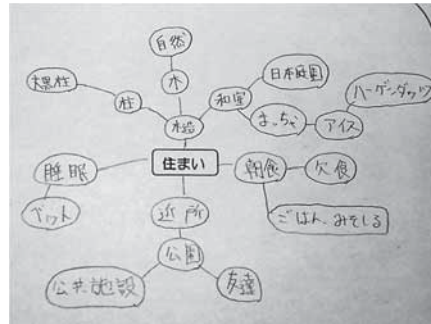 自然
木
日本庭園
ハーゲンダッツ
大黒柱
柱
和室
木造
まっちゃ
アイス
睡眠
住まい
朝食
欠食
ベット
近所
ごはん、みそしる
公園
公共施設
友達